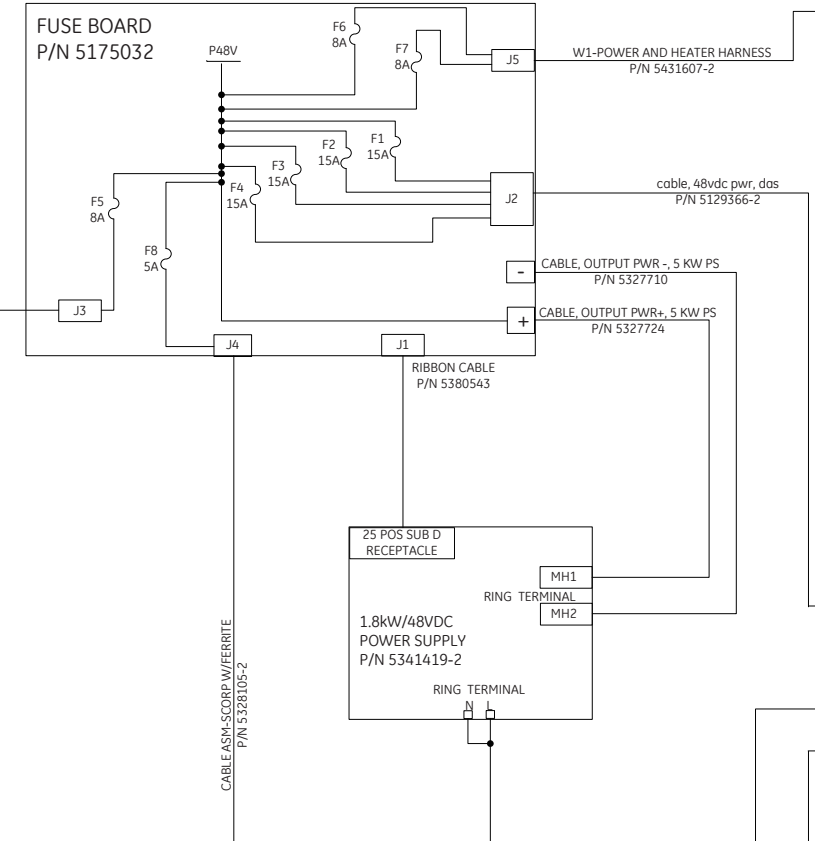 FUSE BOARD
P/N 5175032
P48V
F6
8A
F7
8A
J5
W1-POWER AND HEATER HARNESS
P/N 5431607-2
F1
15A
F2
15A
F3
15A
F4
15A
J2
cable, 48vdc pwr, das
P/N 5129366-2
F5
8A
F8
5A
-
CABLE, OUTPUT PWR -, 5 KW PS
P/N 5327710
J3
+
CABLE, OUTPUT PWR+, 5 KW PS
P/N 5327724
J4
J1
RIBBON CABLE
P/N 5380543
25 POS SUB D
RECEPTACLE
MH1
RING TERMINAL
MH2
1.8kW/48VDC
POWER SUPPLY
P/N 5341419-2
RING TERMINAL
N L
CABLE ASM-SCORP W/FERRITE
P/N 5328105-2